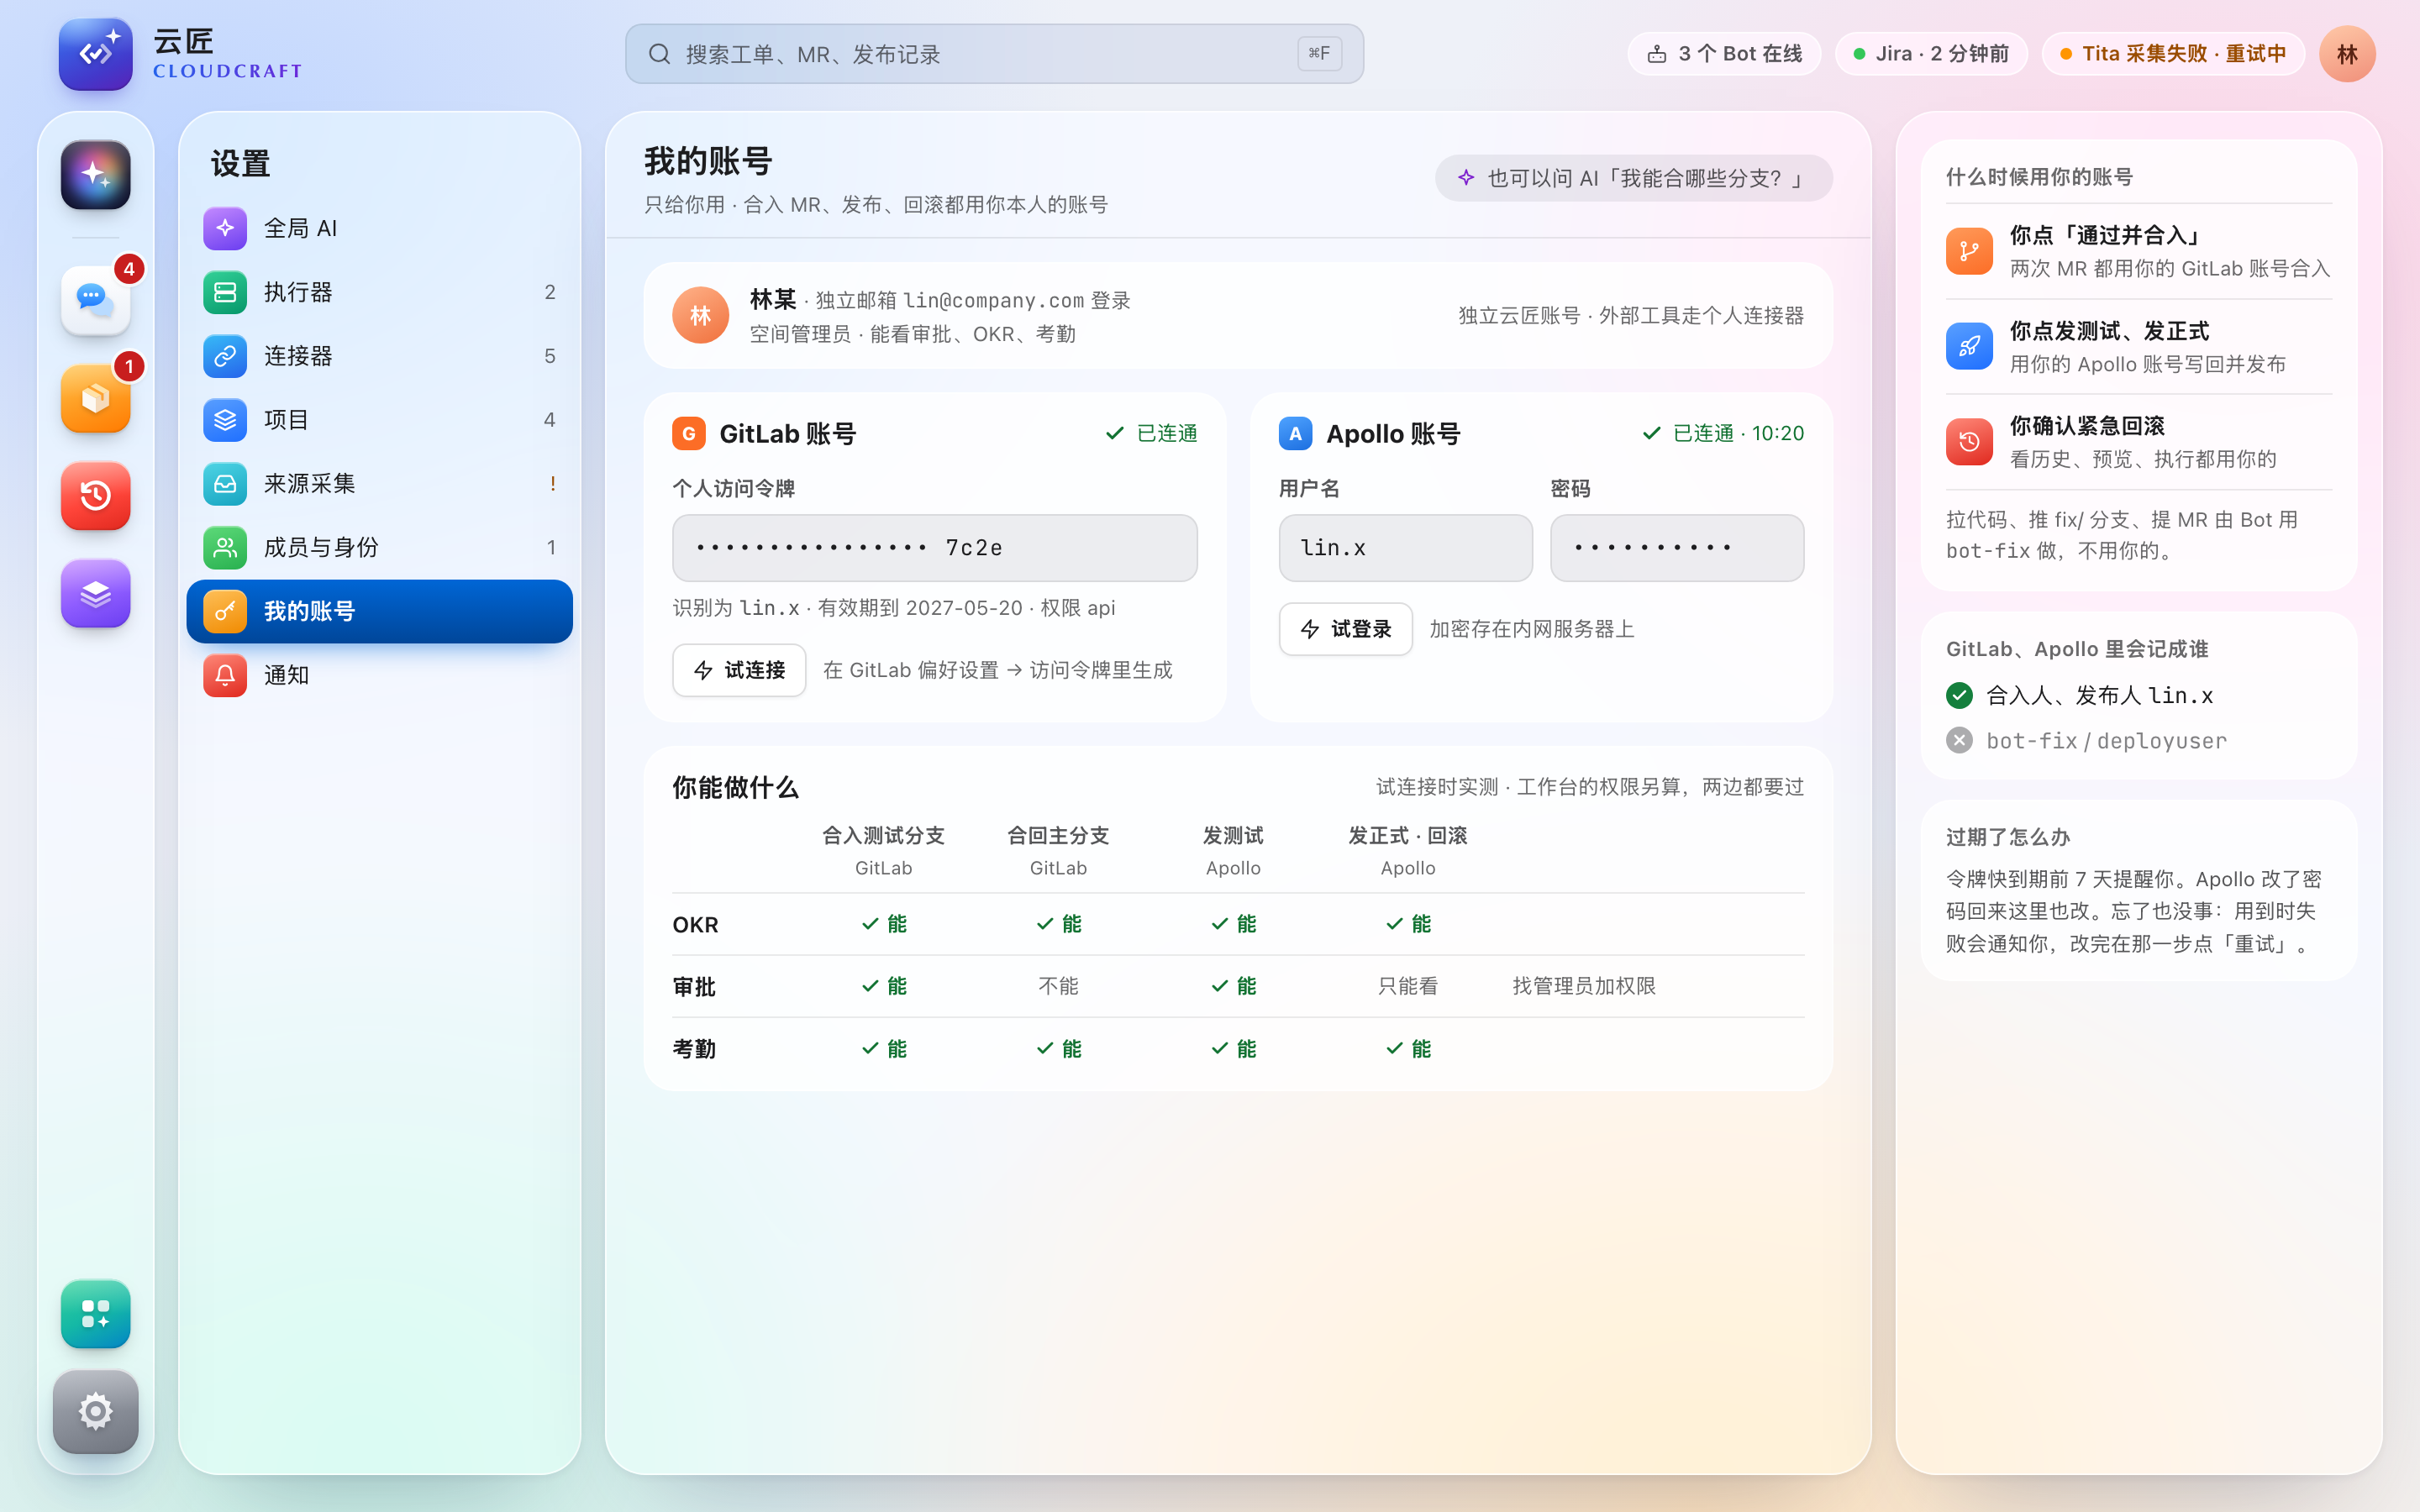 云匠
CLOUDCRAFT
搜索工单、MR、发布记录
⌘F
3 个 Bot 在线
Jira · 2 分钟前
Tita 采集失败 · 重试中
林
4
1
设置
全局 AI
执行器 2
连接器 5
项目 4
来源采集 !
成员与身份 1
我的账号
通知
我的账号
只给你用 · 合入 MR、发布、回滚都用你本人的账号
也可以问 AI「我能合哪些分支？」
林
林某 · 独立邮箱 lin@company.com 登录
空间管理员 · 能看审批、OKR、考勤
独立云匠账号 · 外部工具走个人连接器
G GitLab 账号 已连通
个人访问令牌
•••••••••••••••• 7c2e
识别为 lin.x · 有效期到 2027-05-20 · 权限 api
试连接 在 GitLab 偏好设置 → 访问令牌里生成
A Apollo 账号 已连通 · 10:20
用户名 密码
lin.x ••••••••••
试登录 加密存在内网服务器上
你能做什么 试连接时实测 · 工作台的权限另算，两边都要过
合入测试分支 合回主分支 发测试 发正式 · 回滚
GitLab GitLab Apollo Apollo
OKR 能 能 能 能
审批 能 不能 能 只能看 找管理员加权限
考勤 能 能 能 能
什么时候用你的账号
你点「通过并合入」
两次 MR 都用你的 GitLab 账号合入
你点发测试、发正式
用你的 Apollo 账号写回并发布
你确认紧急回滚
看历史、预览、执行都用你的
拉代码、推 fix/ 分支、提 MR 由 Bot 用
bot-fix 做，不用你的。
GitLab、Apollo 里会记成谁
合入人、发布人 lin.x
bot-fix / deployuser
过期了怎么办
令牌快到期前 7 天提醒你。Apollo 改了密
码回来这里也改。忘了也没事：用到时失
败会通知你，改完在那一步点「重试」。